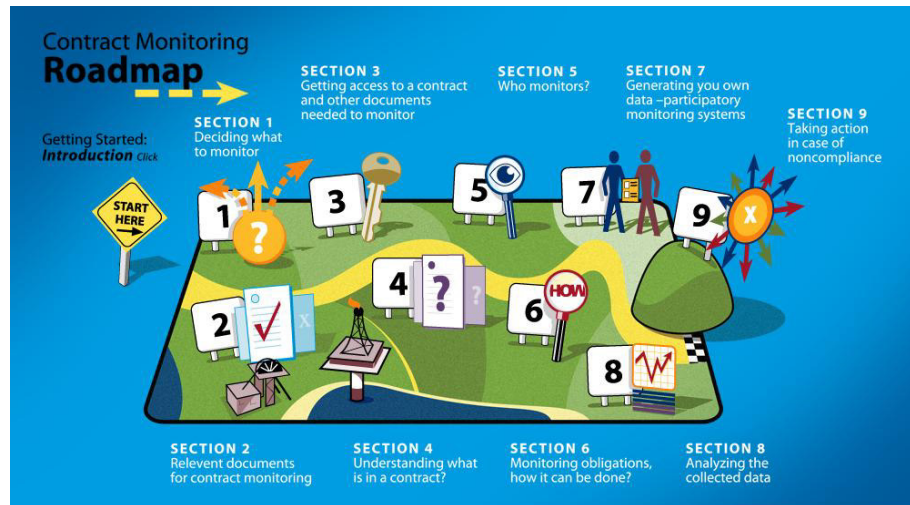 Contract Monitoring
Roadmap
Getting Started:
Introduction Click
SECTION 1
Deciding what
to monitor
SECTION 3
Getting access to a contract
and other documents
needed to monitor
SECTION 5
Who monitors?
SECTION 7
Generating you own
data –participatory
monitoring systems
SECTION 9
Taking action
in case of
noncompliance
START
HERE
1
?
3
5
7
9
X
2
X
4
?
?
6
HOW
8
SECTION 2
Relevent documents
for contract monitoring
SECTION 4
Understanding what
is in a contract?
SECTION 6
Monitoring obligations,
how it can be done?
SECTION 8
Analyzing the
collected data